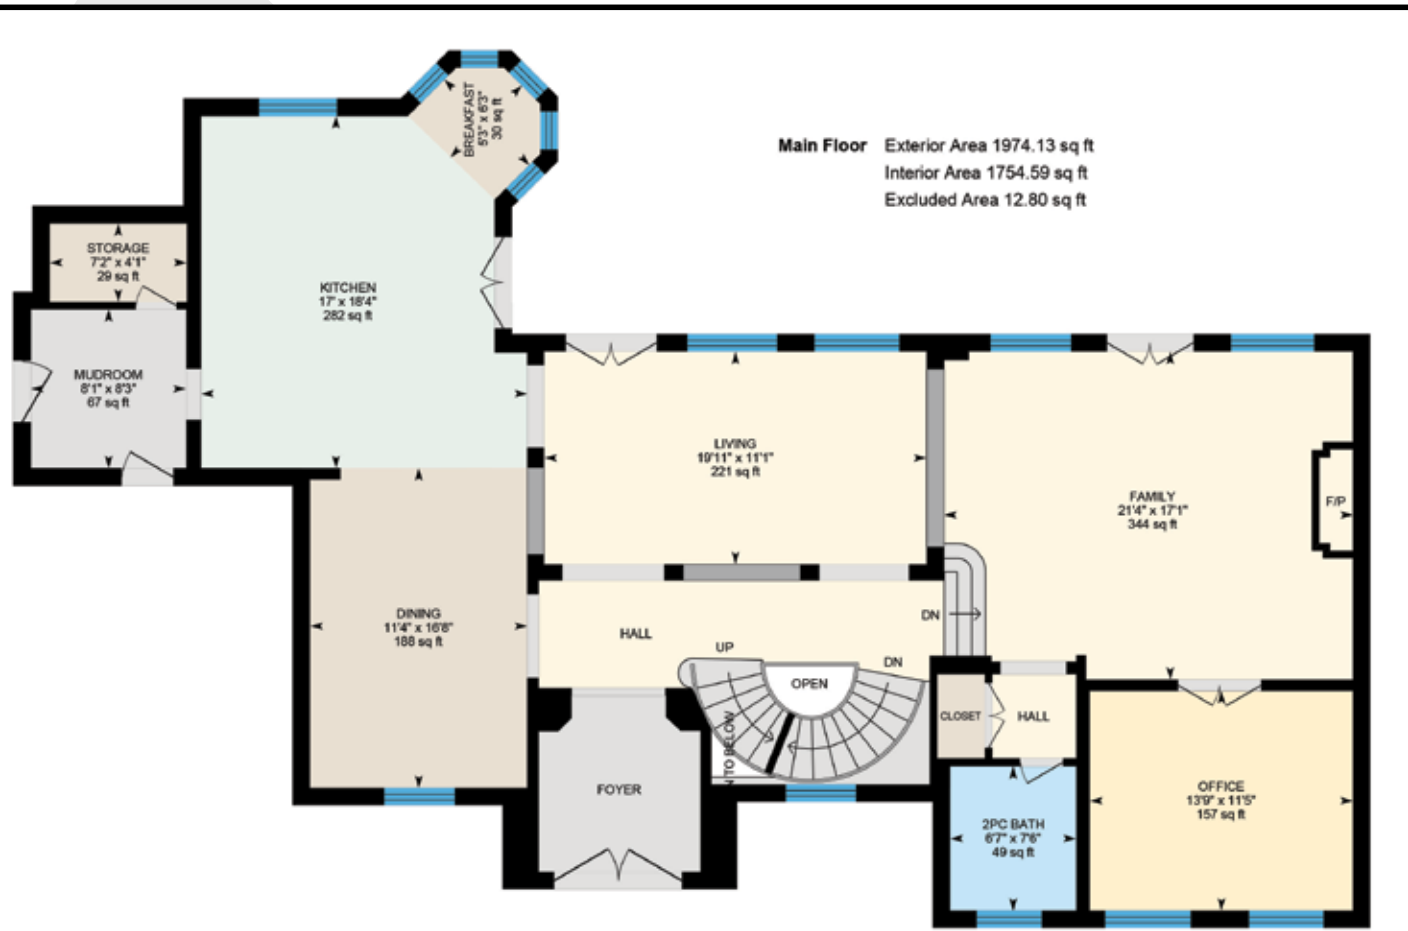 Main Floor Exterior Area 1974.13 sq ft
Interior Area 1754.59 sq ft
Excluded Area 12.80 sq ft
BREAKFAST
5'3" x 6'3"
30 sq ft
STORAGE
7'2" x 4'1"
29 sq ft
KITCHEN
17' x 18'4"
282 sq ft
MUDROOM
8'1" x 8'3"
67 sq ft
LIVING
19'11" x 11'1"
221 sq ft
FAMILY
21'4" x 17'1"
344 sq ft
F/P
DINING
11'4" x 16'8"
188 sq ft
HALL
UP
DN
DN
OPEN
TO BELOW
CLOSET
HALL
FOYER
2PC BATH
6'7" x 7'6"
49 sq ft
OFFICE
13'9" x 11'5"
157 sq ft